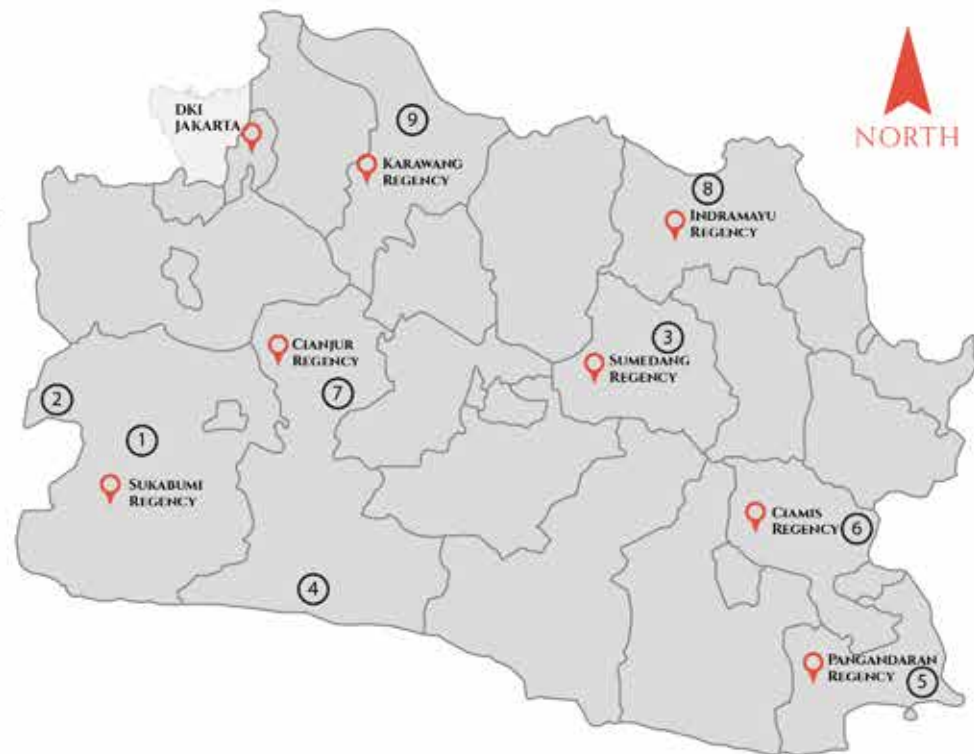 DKI
JAKARTA
9
KARAWANG
REGENCY
NORTH
8
INDRAMAYU
REGENCY
CIANJUR
REGENCY
3
SUMEDANG
REGENCY
2
7
1
SUKABUMI
REGENCY
CIAMIS
REGENCY
6
4
PANGANDARAN
REGENCY
5